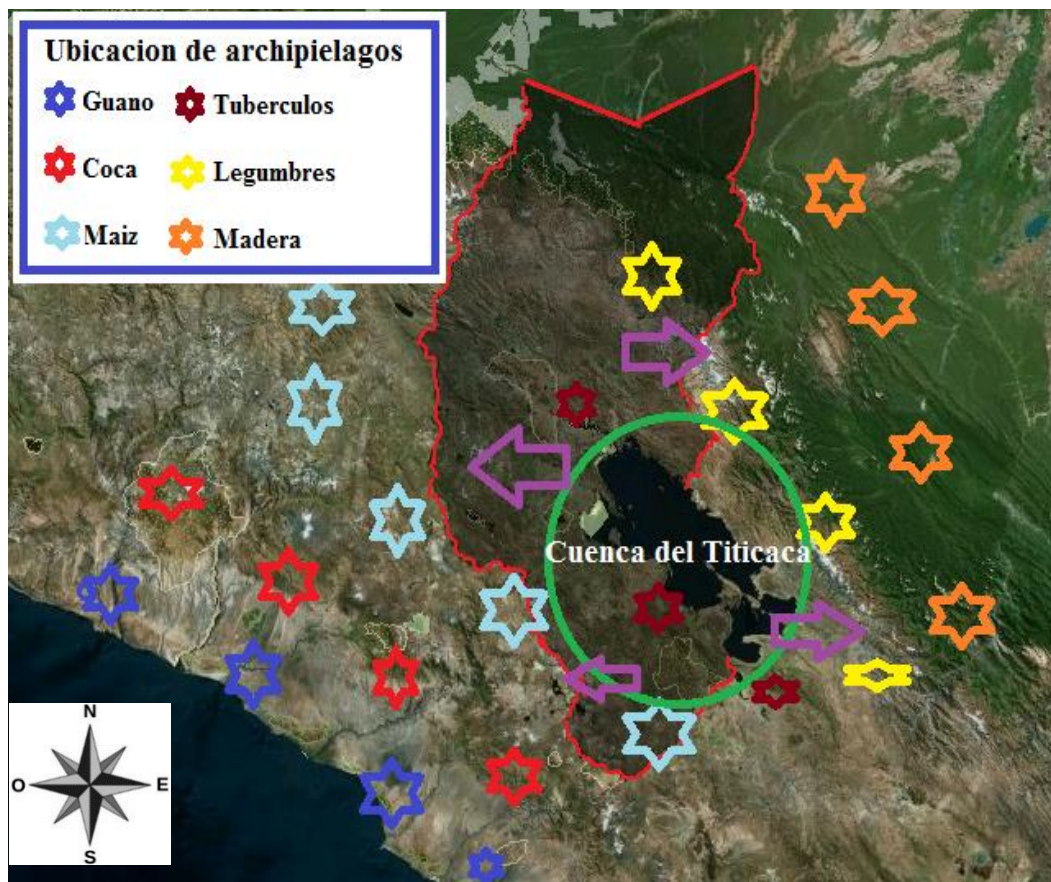 Ubicacion de archipielagos
Guano
Tuberculos
Coca
Legumbres
Maiz
Madera
Cuenca del Titicaca
N
O
E
S